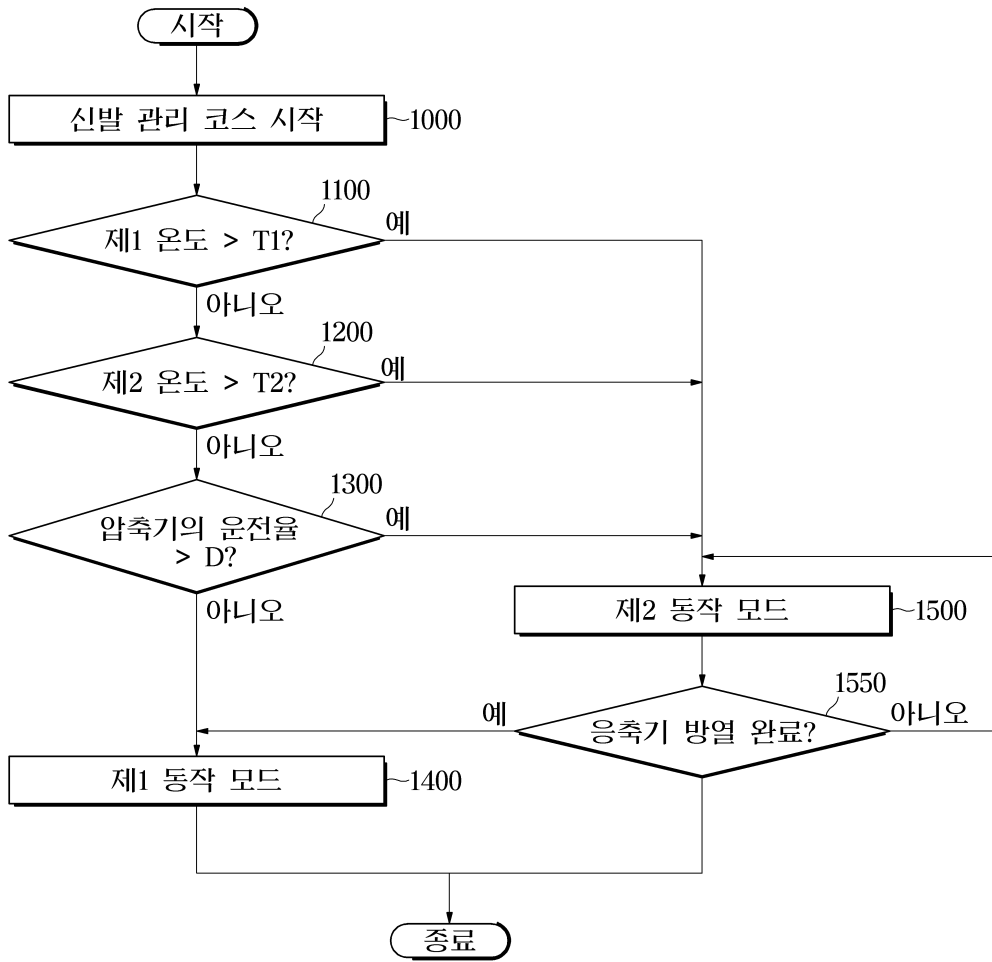 시작
신발 관리 코스 시작
1000
1100
제1 온도 > T1?
예
아니오
1200
제2 온도 > T2?
예
아니오
1300
압축기의 운전율
> D?
예
아니오
제2 동작 모드
1500
1550
응축기 방열 완료?
예
아니오
제1 동작 모드
1400
종료